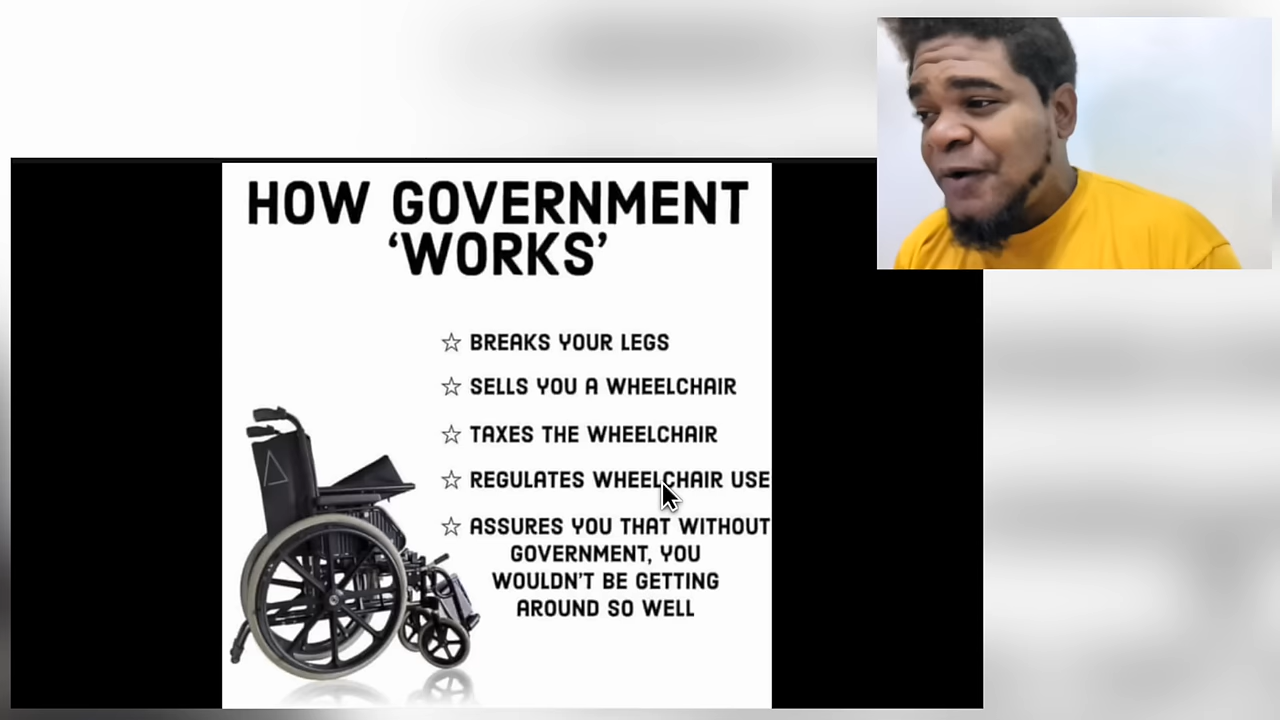 HOW GOVERNMENT
‘WORKS’
☆ BREAKS YOUR LEGS
☆ SELLS YOU A WHEELCHAIR
☆ TAXES THE WHEELCHAIR
☆ REGULATES WHEELCHAIR USE
☆ ASSURES YOU THAT WITHOUT
GOVERNMENT, YOU
WOULDN'T BE GETTING
AROUND SO WELL